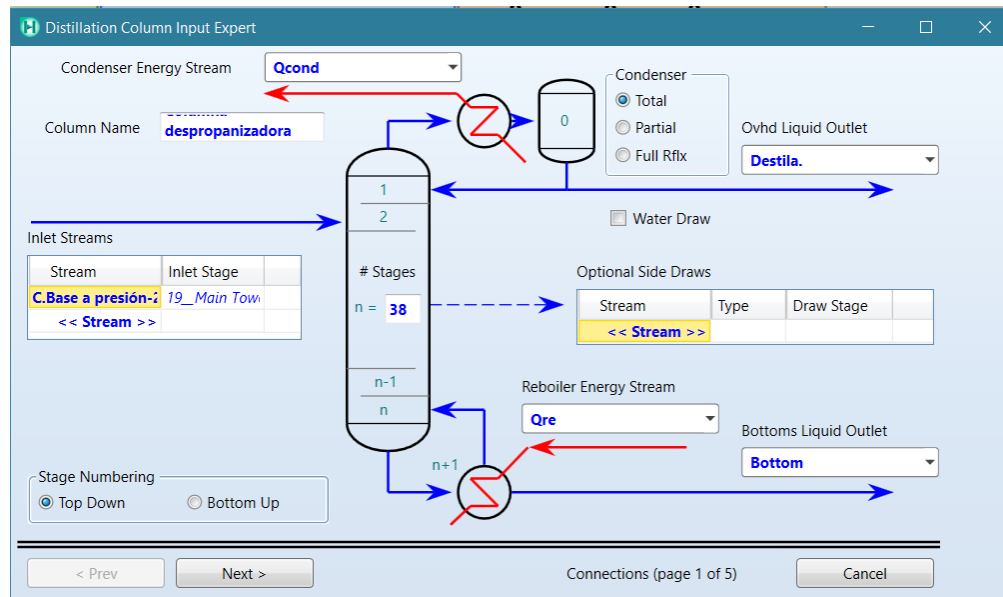 Distillation Column Input Expert
Condenser Energy Stream
Qcond
Condenser
Total
Partial
Full Rflx
0
Column Name
despropanizadora
Ovhd Liquid Outlet
Destila.
1
2
Water Draw
Inlet Streams
Stream Inlet Stage
C.Base a presión-2
19__Main Tow
<< Stream >>
# Stages
n = 38
Optional Side Draws
Stream Type Draw Stage
<< Stream >>
n-1
n
n+1
Reboiler Energy Stream
Qre
Bottoms Liquid Outlet
Bottom
Stage Numbering
Top Down Bottom Up
< Prev Next > Connections (page 1 of 5) Cancel